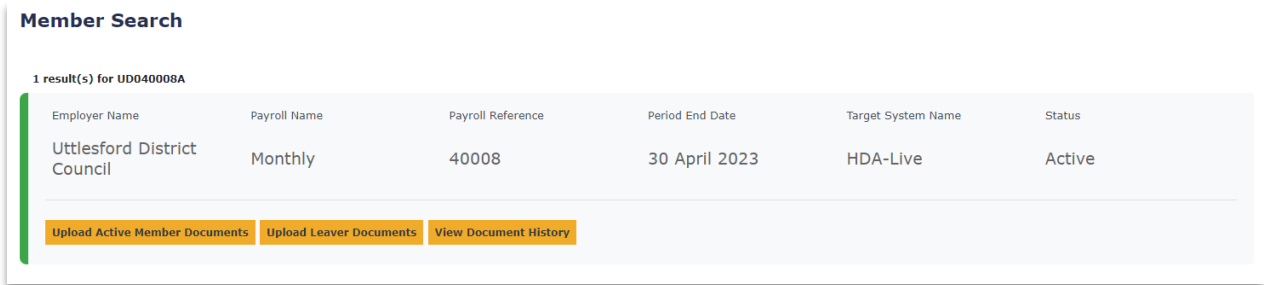 Member Search
1 result(s) for UD040008A
Employer Name Payroll Name Payroll Reference Period End Date Target System Name Status
Uttlesford District
Council Monthly 40008 30 April 2023 HDA-Live Active
Upload Active Member Documents Upload Leaver Documents View Document History